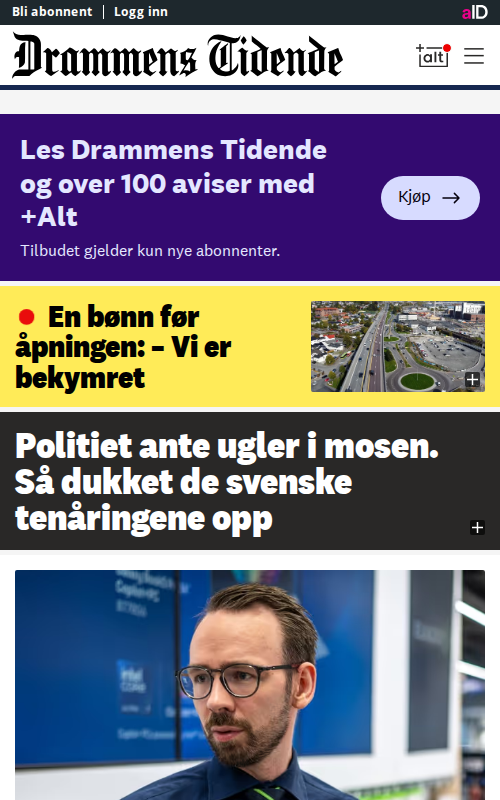 Bli abonnent | Logg inn
aID
Drammens Tidende
+alt
Les Drammens Tidende
og over 100 aviser med
+Alt
Kjøp →
Tilbudet gjelder kun nye abonnenter.
En bønn før
åpningen: – Vi er
bekymret
Politiet ante ugler i mosen.
Så dukket de svenske
tenåringene opp
intel